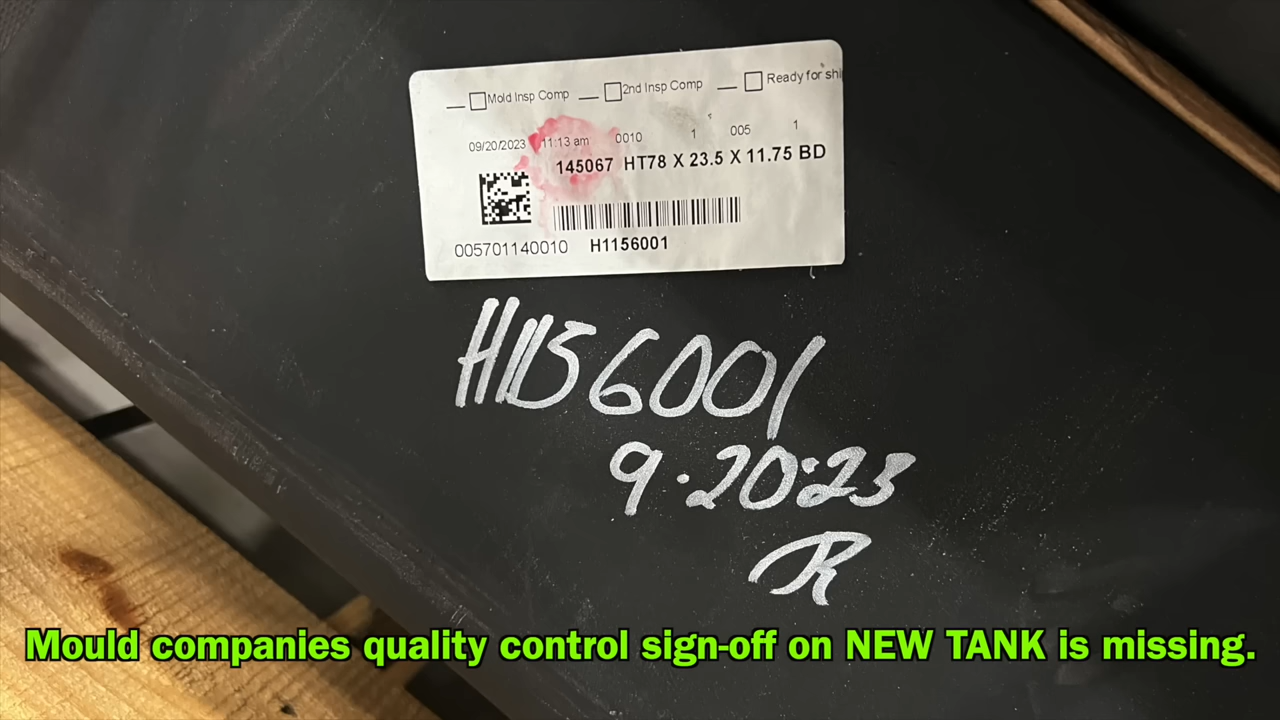 Mold Insp Comp 2nd Insp Comp Ready for shi
09/20/2023 11:13 am 0010 1 005 1
145067 HT78 X 23.5 X 11.75 BD
005701140010 H1156001
H1156001
9.20.23
R
Mould companies quality control sign-off on NEW TANK is missing.